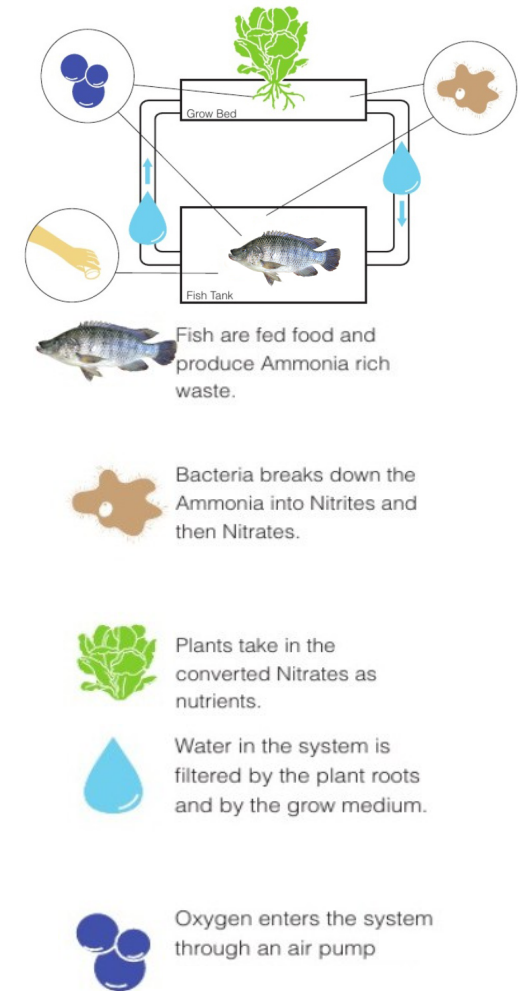 Grow Bed
Fish Tank
Fish are fed food and
produce Ammonia rich
waste.
Bacteria breaks down the
Ammonia into Nitrites and
then Nitrates.
Plants take in the
converted Nitrates as
nutrients.
Water in the system is
filtered by the plant roots
and by the grow medium.
Oxygen enters the system
through an air pump